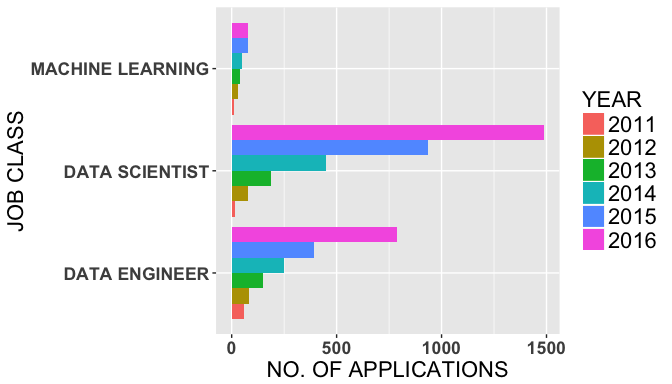 JOB CLASS
MACHINE LEARNING
DATA SCIENTIST
DATA ENGINEER
0 500 1000 1500
NO. OF APPLICATIONS
YEAR
2011
2012
2013
2014
2015
2016